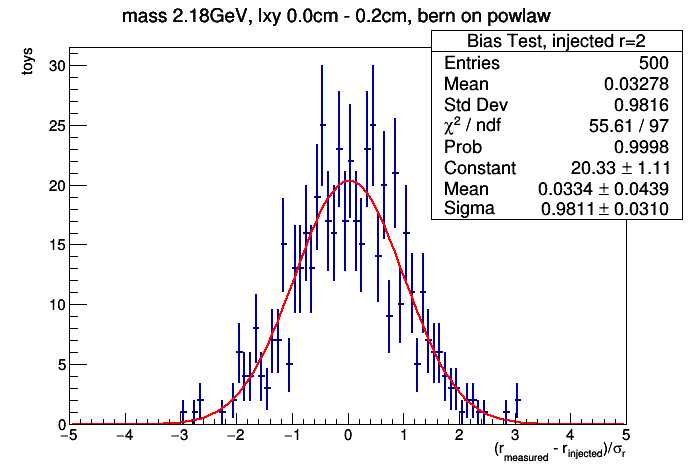 mass 2.18GeV, lxy 0.0cm - 0.2cm, bern on powlaw
Bias Test, injected r=2
Entries 500
Mean 0.03278
Std Dev 0.9816
χ² / ndf 55.61 / 97
Prob 0.9998
Constant 20.33 ± 1.11
Mean 0.0334 ± 0.0439
Sigma 0.9811 ± 0.0310
toys
30
25
20
15
10
5
0
−5 −4 −3 −2 −1 0 1 2 3 4 5
(r_measured - r_injected)/σ_r